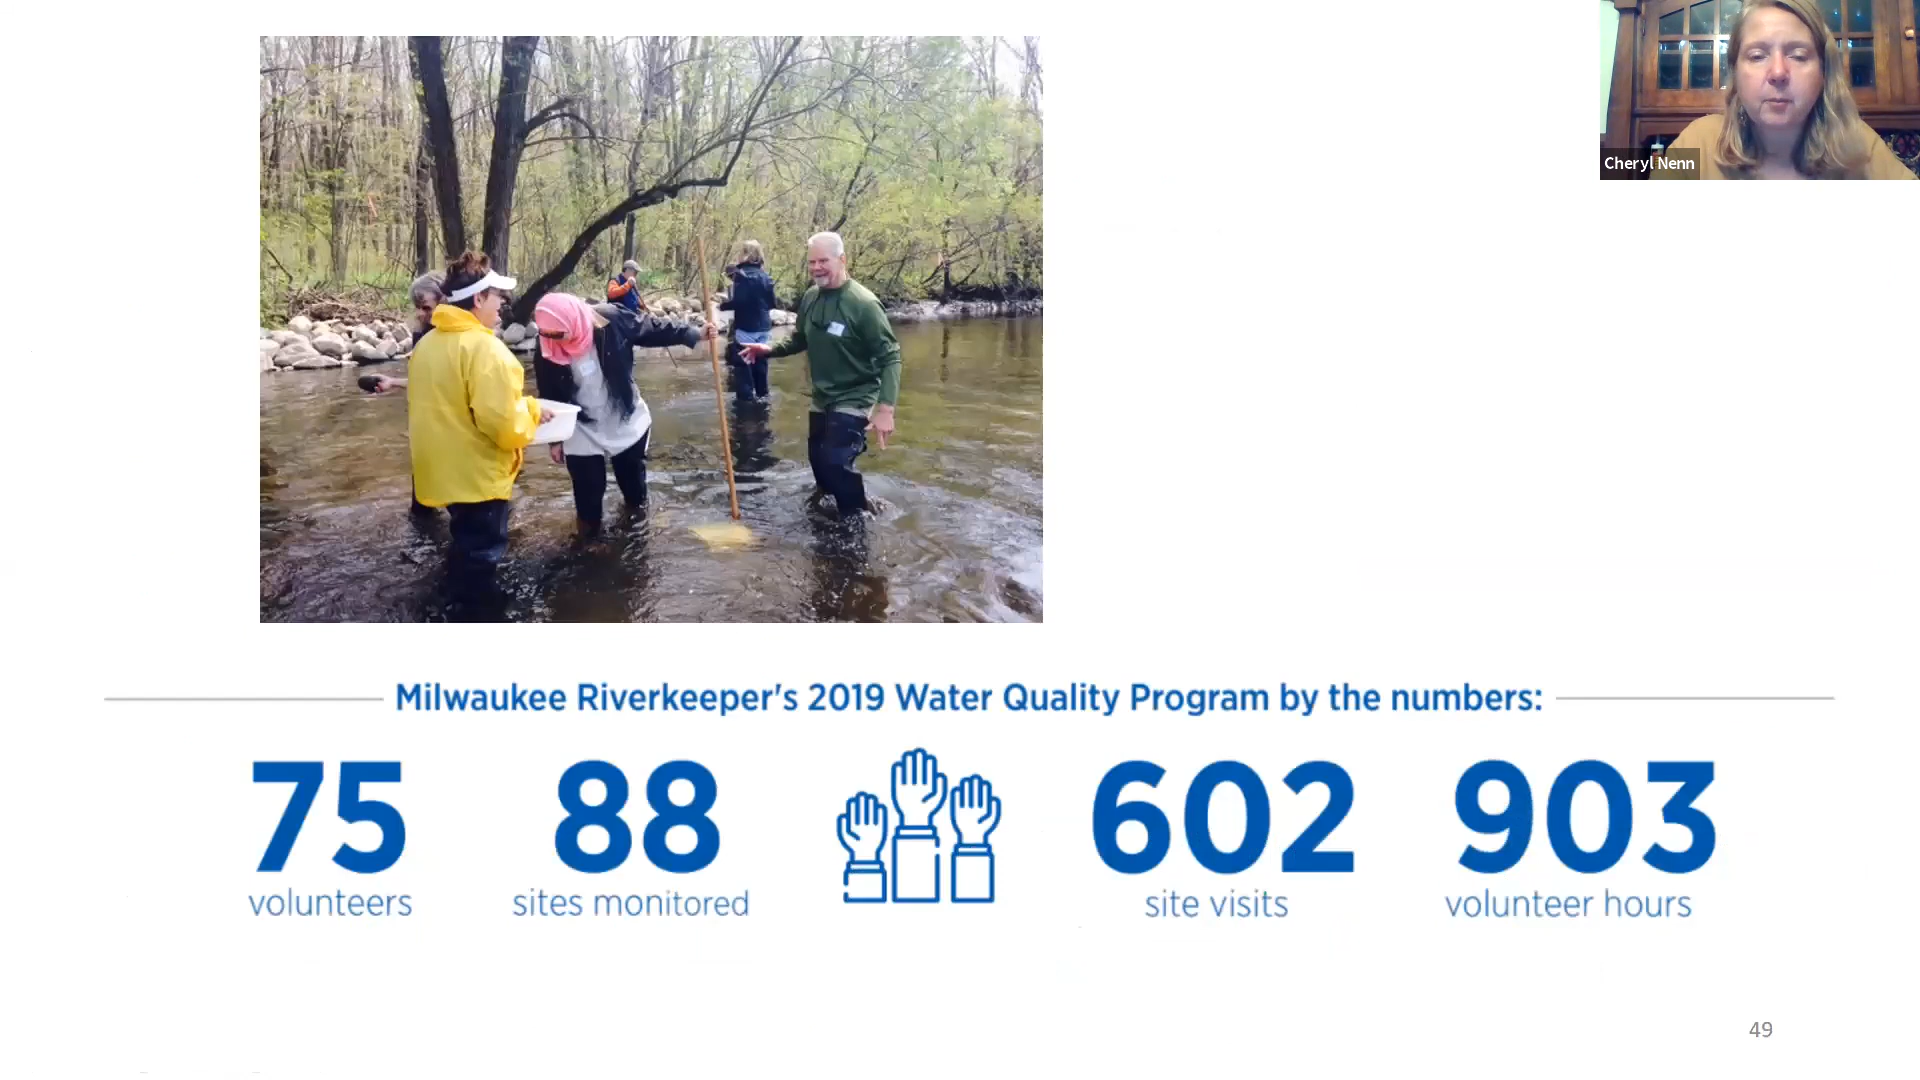 Cheryl Nenn
Milwaukee Riverkeeper's 2019 Water Quality Program by the numbers:
75
volunteers
88
sites monitored
602
site visits
903
volunteer hours
49